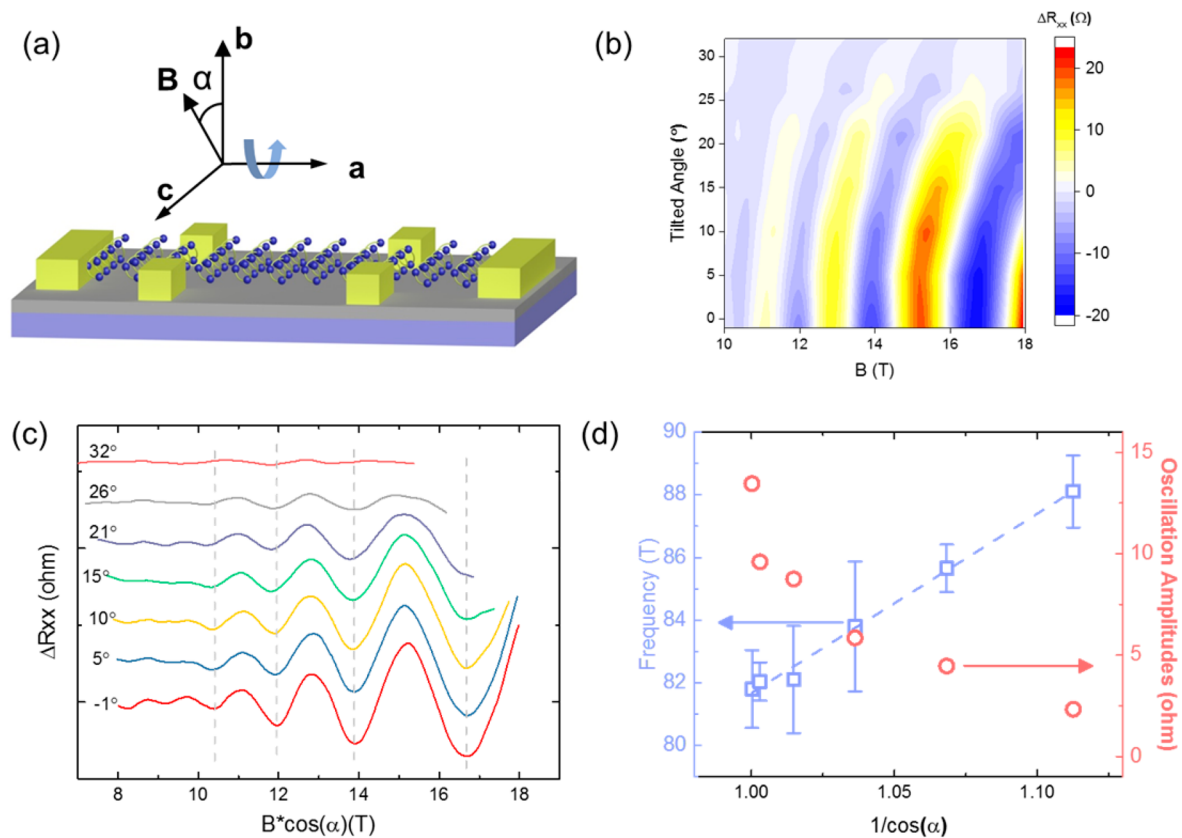 (a)
b
B
α
a
c
(b)
ΔRxx (Ω)
Tilted Angle (°)
30
25
20
15
10
5
0
10 12 14 16 18
B (T)
20
10
0
-10
-20
(c)
ΔRxx (ohm)
32°
26°
21°
15°
10°
5°
-1°
8 10 12 14 16 18
B*cos(α)(T)
(d)
Frequency (T)
90
88
86
84
82
80
15
10
5
0
Oscillation Amplitudes (ohm)
1.00 1.05 1.10
1/cos(α)